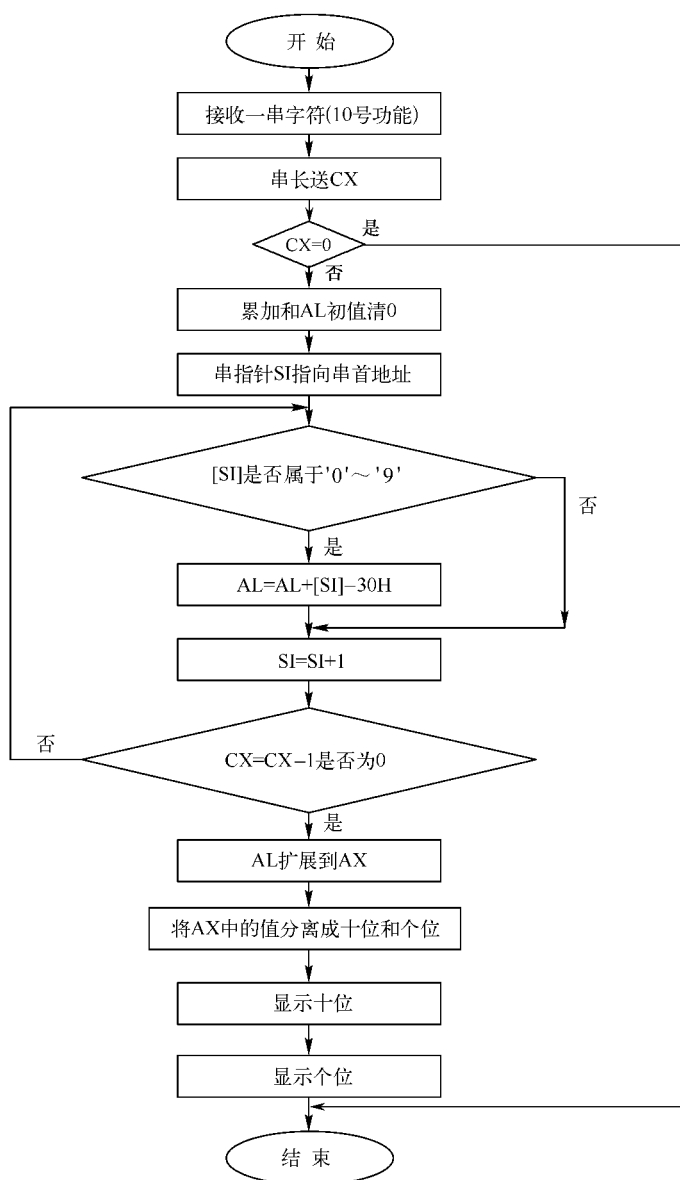 开 始
接收一串字符(10号功能)
串长送CX
CX=0
是
否
累加和AL初值清0
串指针SI指向串首地址
[SI]是否属于'0'～'9'
否
是
AL=AL+[SI]−30H
SI=SI+1
CX=CX−1是否为0
否
是
AL扩展到AX
将AX中的值分离成十位和个位
显示十位
显示个位
结 束